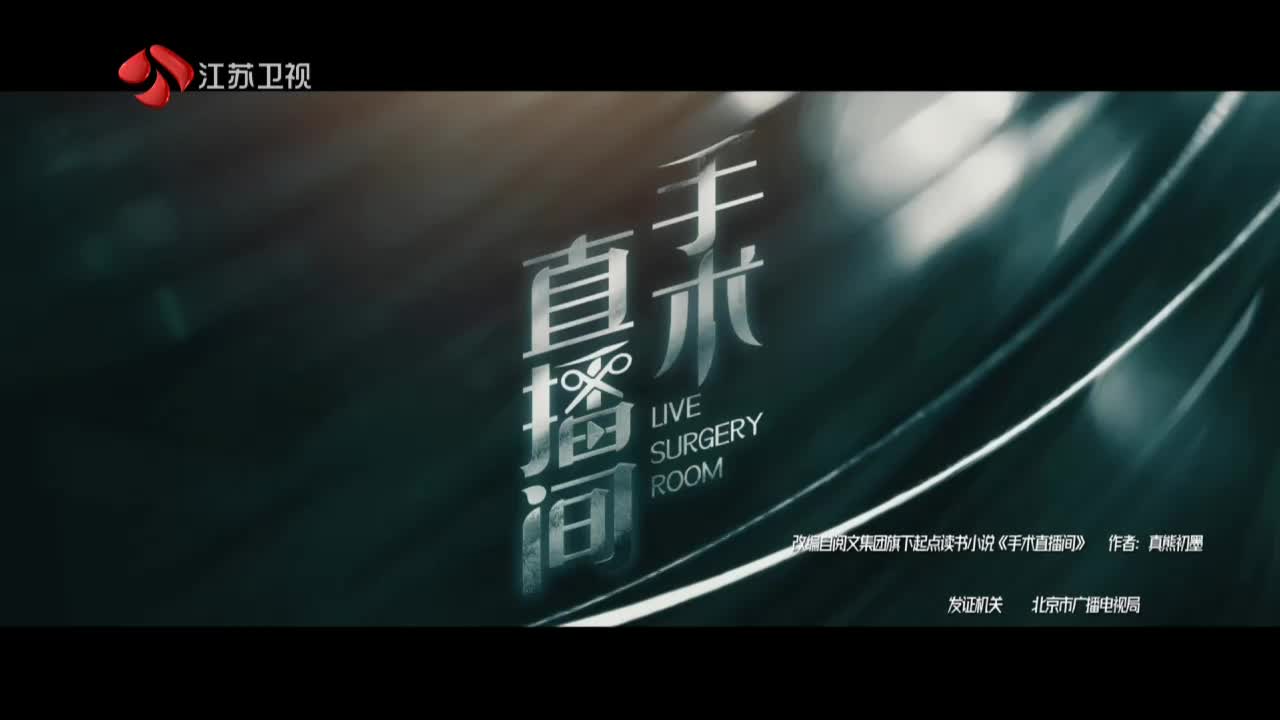 江苏卫视
手术
直播间
LIVE
SURGERY
ROOM
改编自阅文集团旗下起点读书小说《手术直播间》 作者：真熊初墨
发证机关 北京市广播电视局